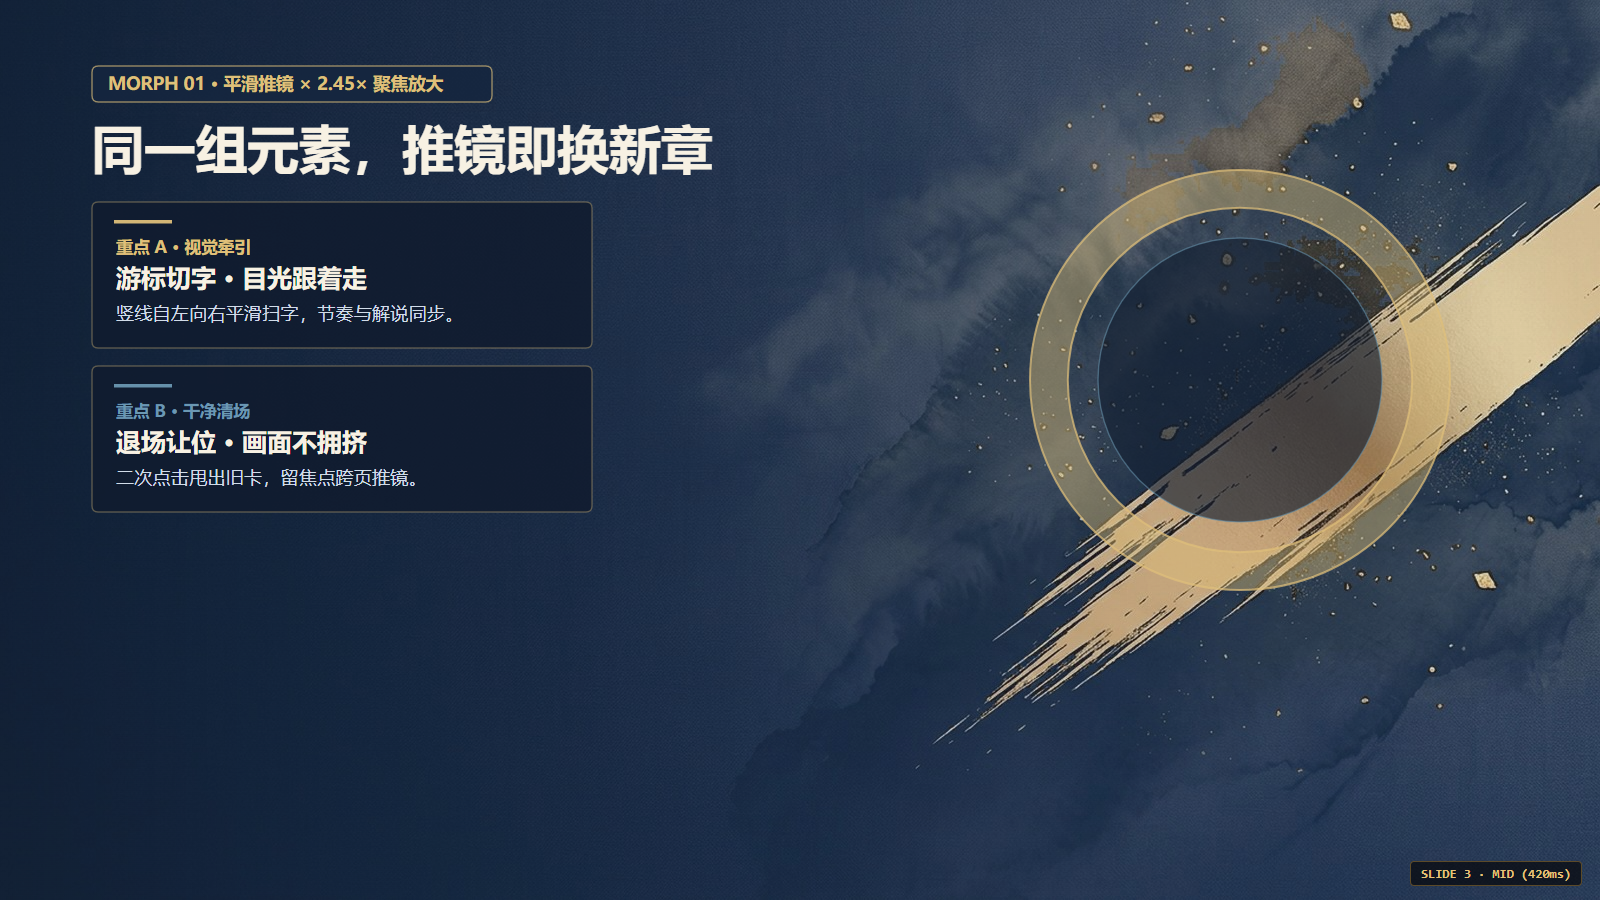 MORPH 01 • 平滑推镜 × 2.45× 聚焦放大
同一组元素，推镜即换新章
重点 A • 视觉牵引
游标切字 • 目光跟着走
竖线自左向右平滑扫字，节奏与解说同步。
重点 B • 干净清场
退场让位 • 画面不拥挤
二次点击甩出旧卡，留焦点跨页推镜。
SLIDE 3 · MID (420ms)